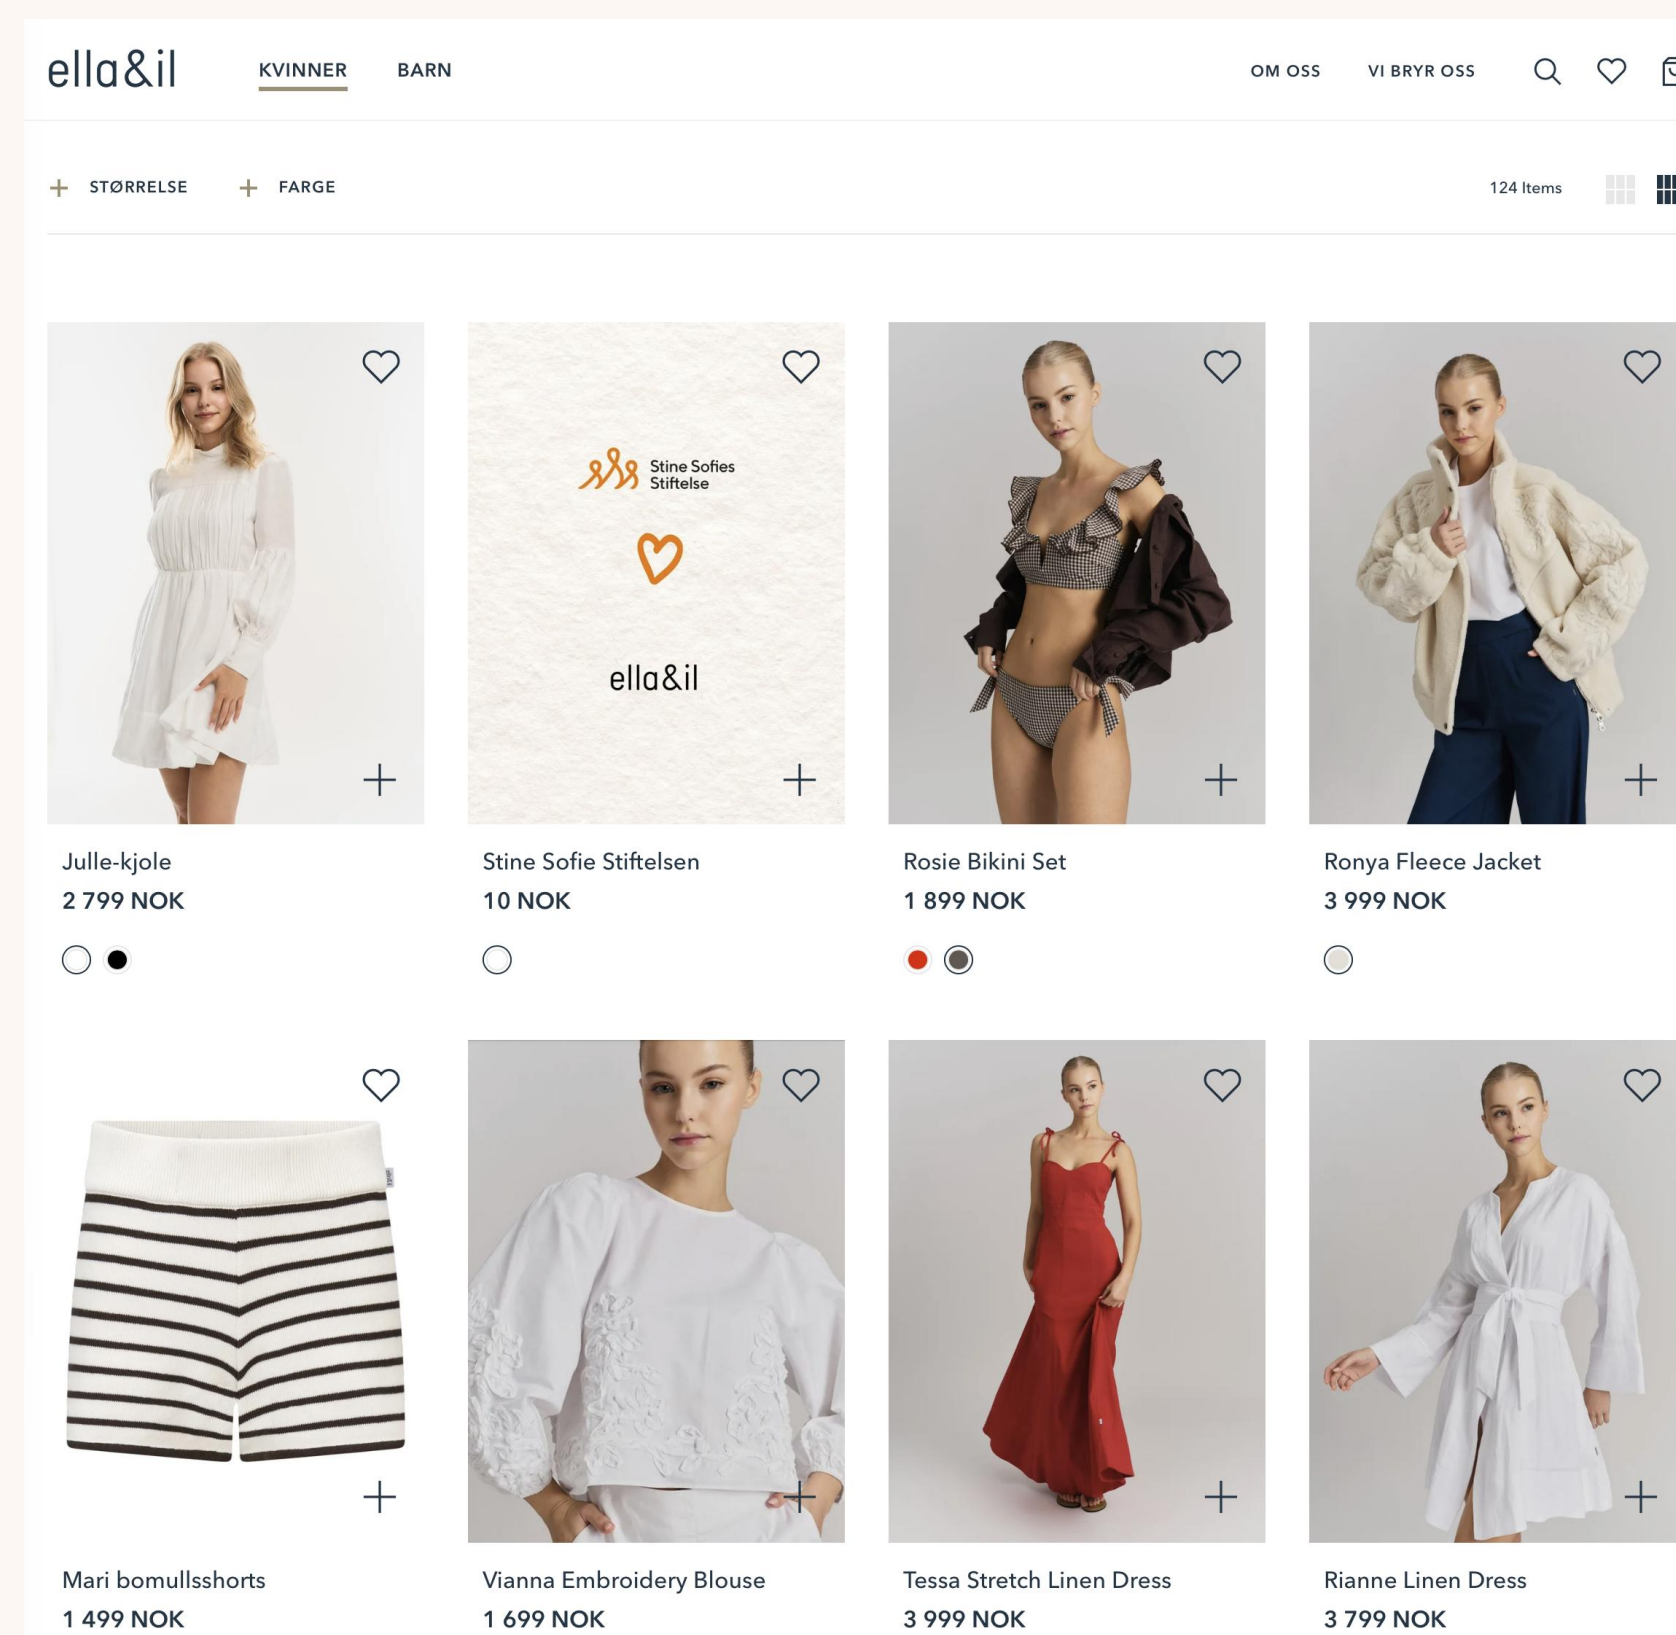 ella&il
KVINNER
BARN
OM OSS
VI BRYR OSS
STØRRELSE
FARGE
124 Items
Stine Sofies
Stiftelse
ella&il
Julle-kjole
2 799 NOK
Stine Sofie Stiftelsen
10 NOK
Rosie Bikini Set
1 899 NOK
Ronya Fleece Jacket
3 999 NOK
Mari bomullsshorts
1 499 NOK
Vianna Embroidery Blouse
1 699 NOK
Tessa Stretch Linen Dress
3 999 NOK
Rianne Linen Dress
3 799 NOK